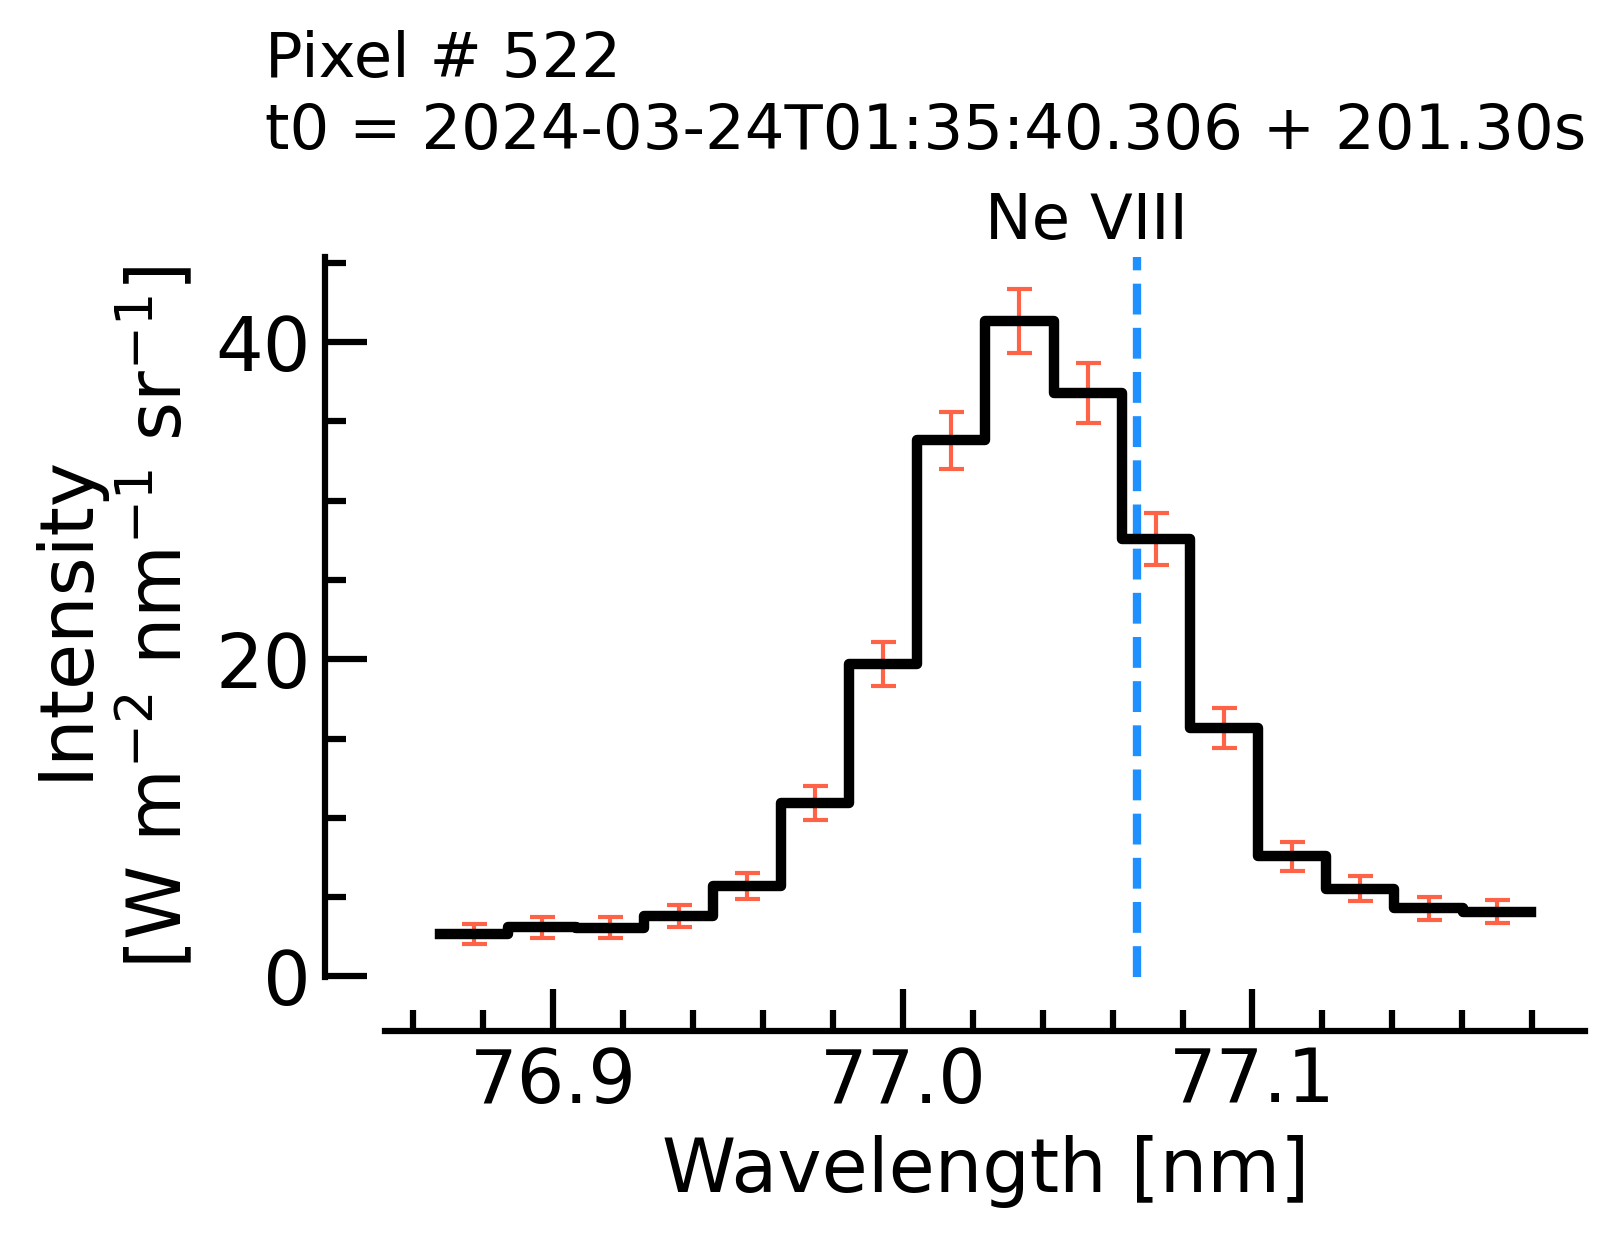 Pixel # 522
t0 = 2024-03-24T01:35:40.306 + 201.30s
Ne VIII
Intensity
[W m⁻² nm⁻¹ sr⁻¹]
40
20
0
76.9 77.0 77.1
Wavelength [nm]